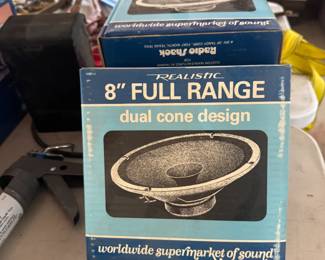 worldwide supermarket of sound
Radio Shack
REALISTIC
8" FULL RANGE
dual cone design
worldwide supermarket of sound